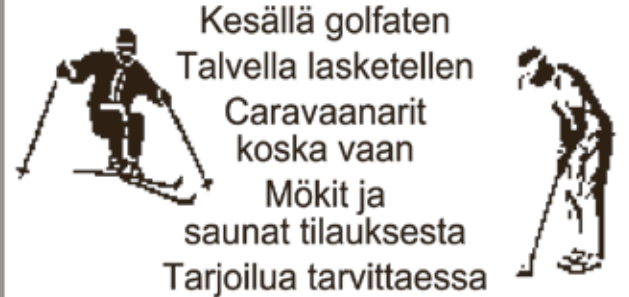 Kesällä golfaten
Talvella lasketellen
Caravaanarit
koska vaan
Mökit ja
saunat tilauksesta
Tarjoilua tarvittaessa